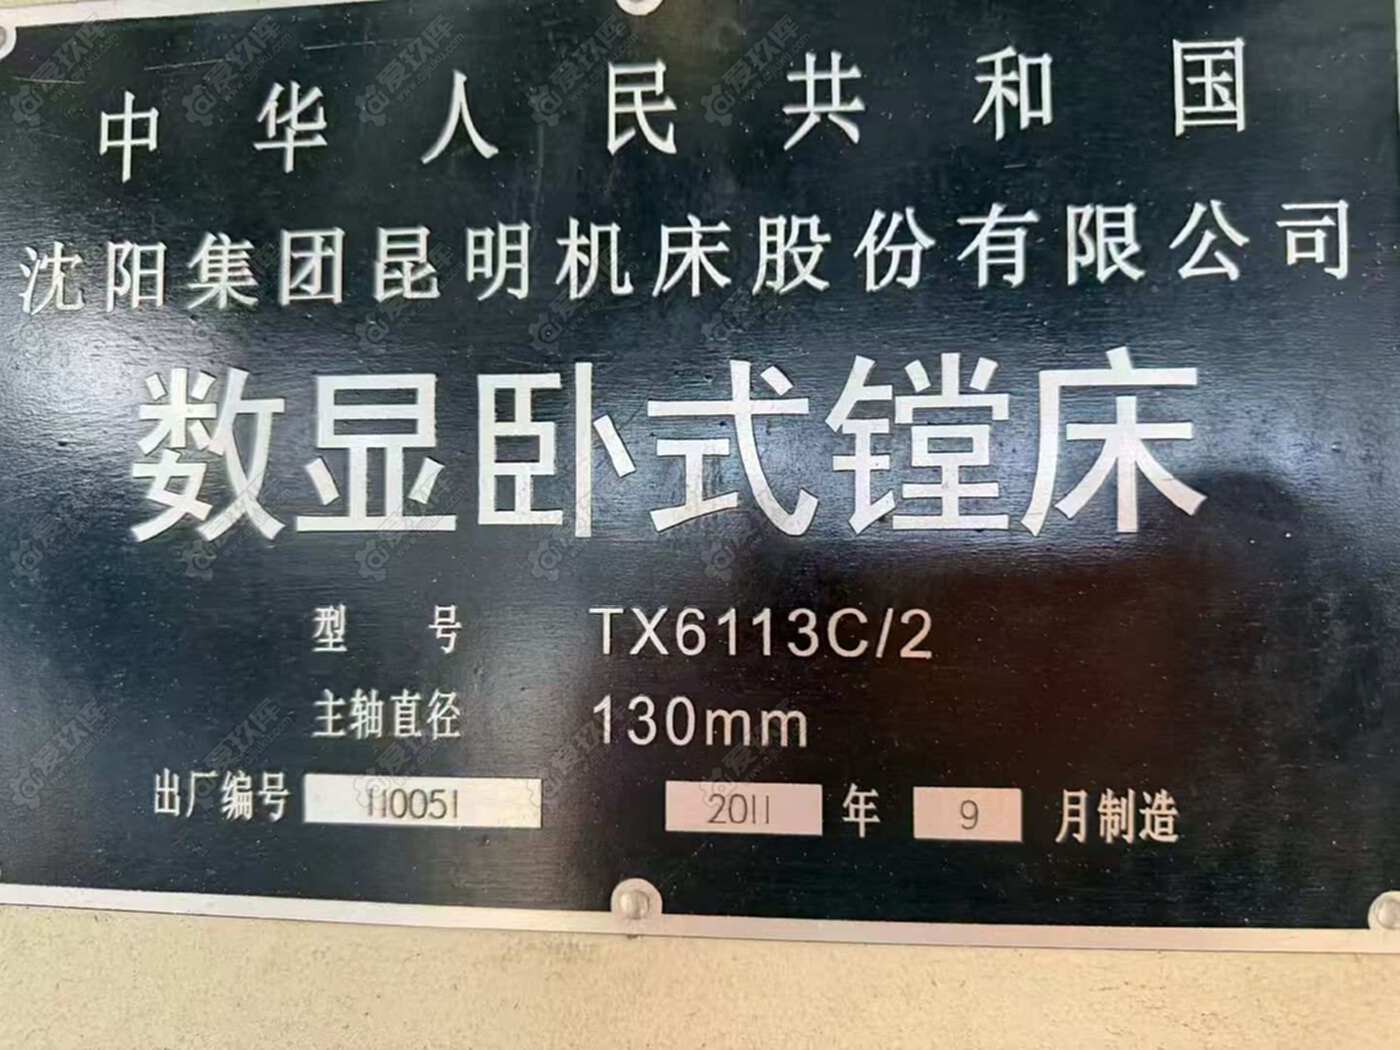 中华人民共和国
沈阳集团昆明机床股份有限公司
数显卧式镗床
型号 TX6113C/2
主轴直径 130mm
出厂编号 110051 2011 年 9 月制造